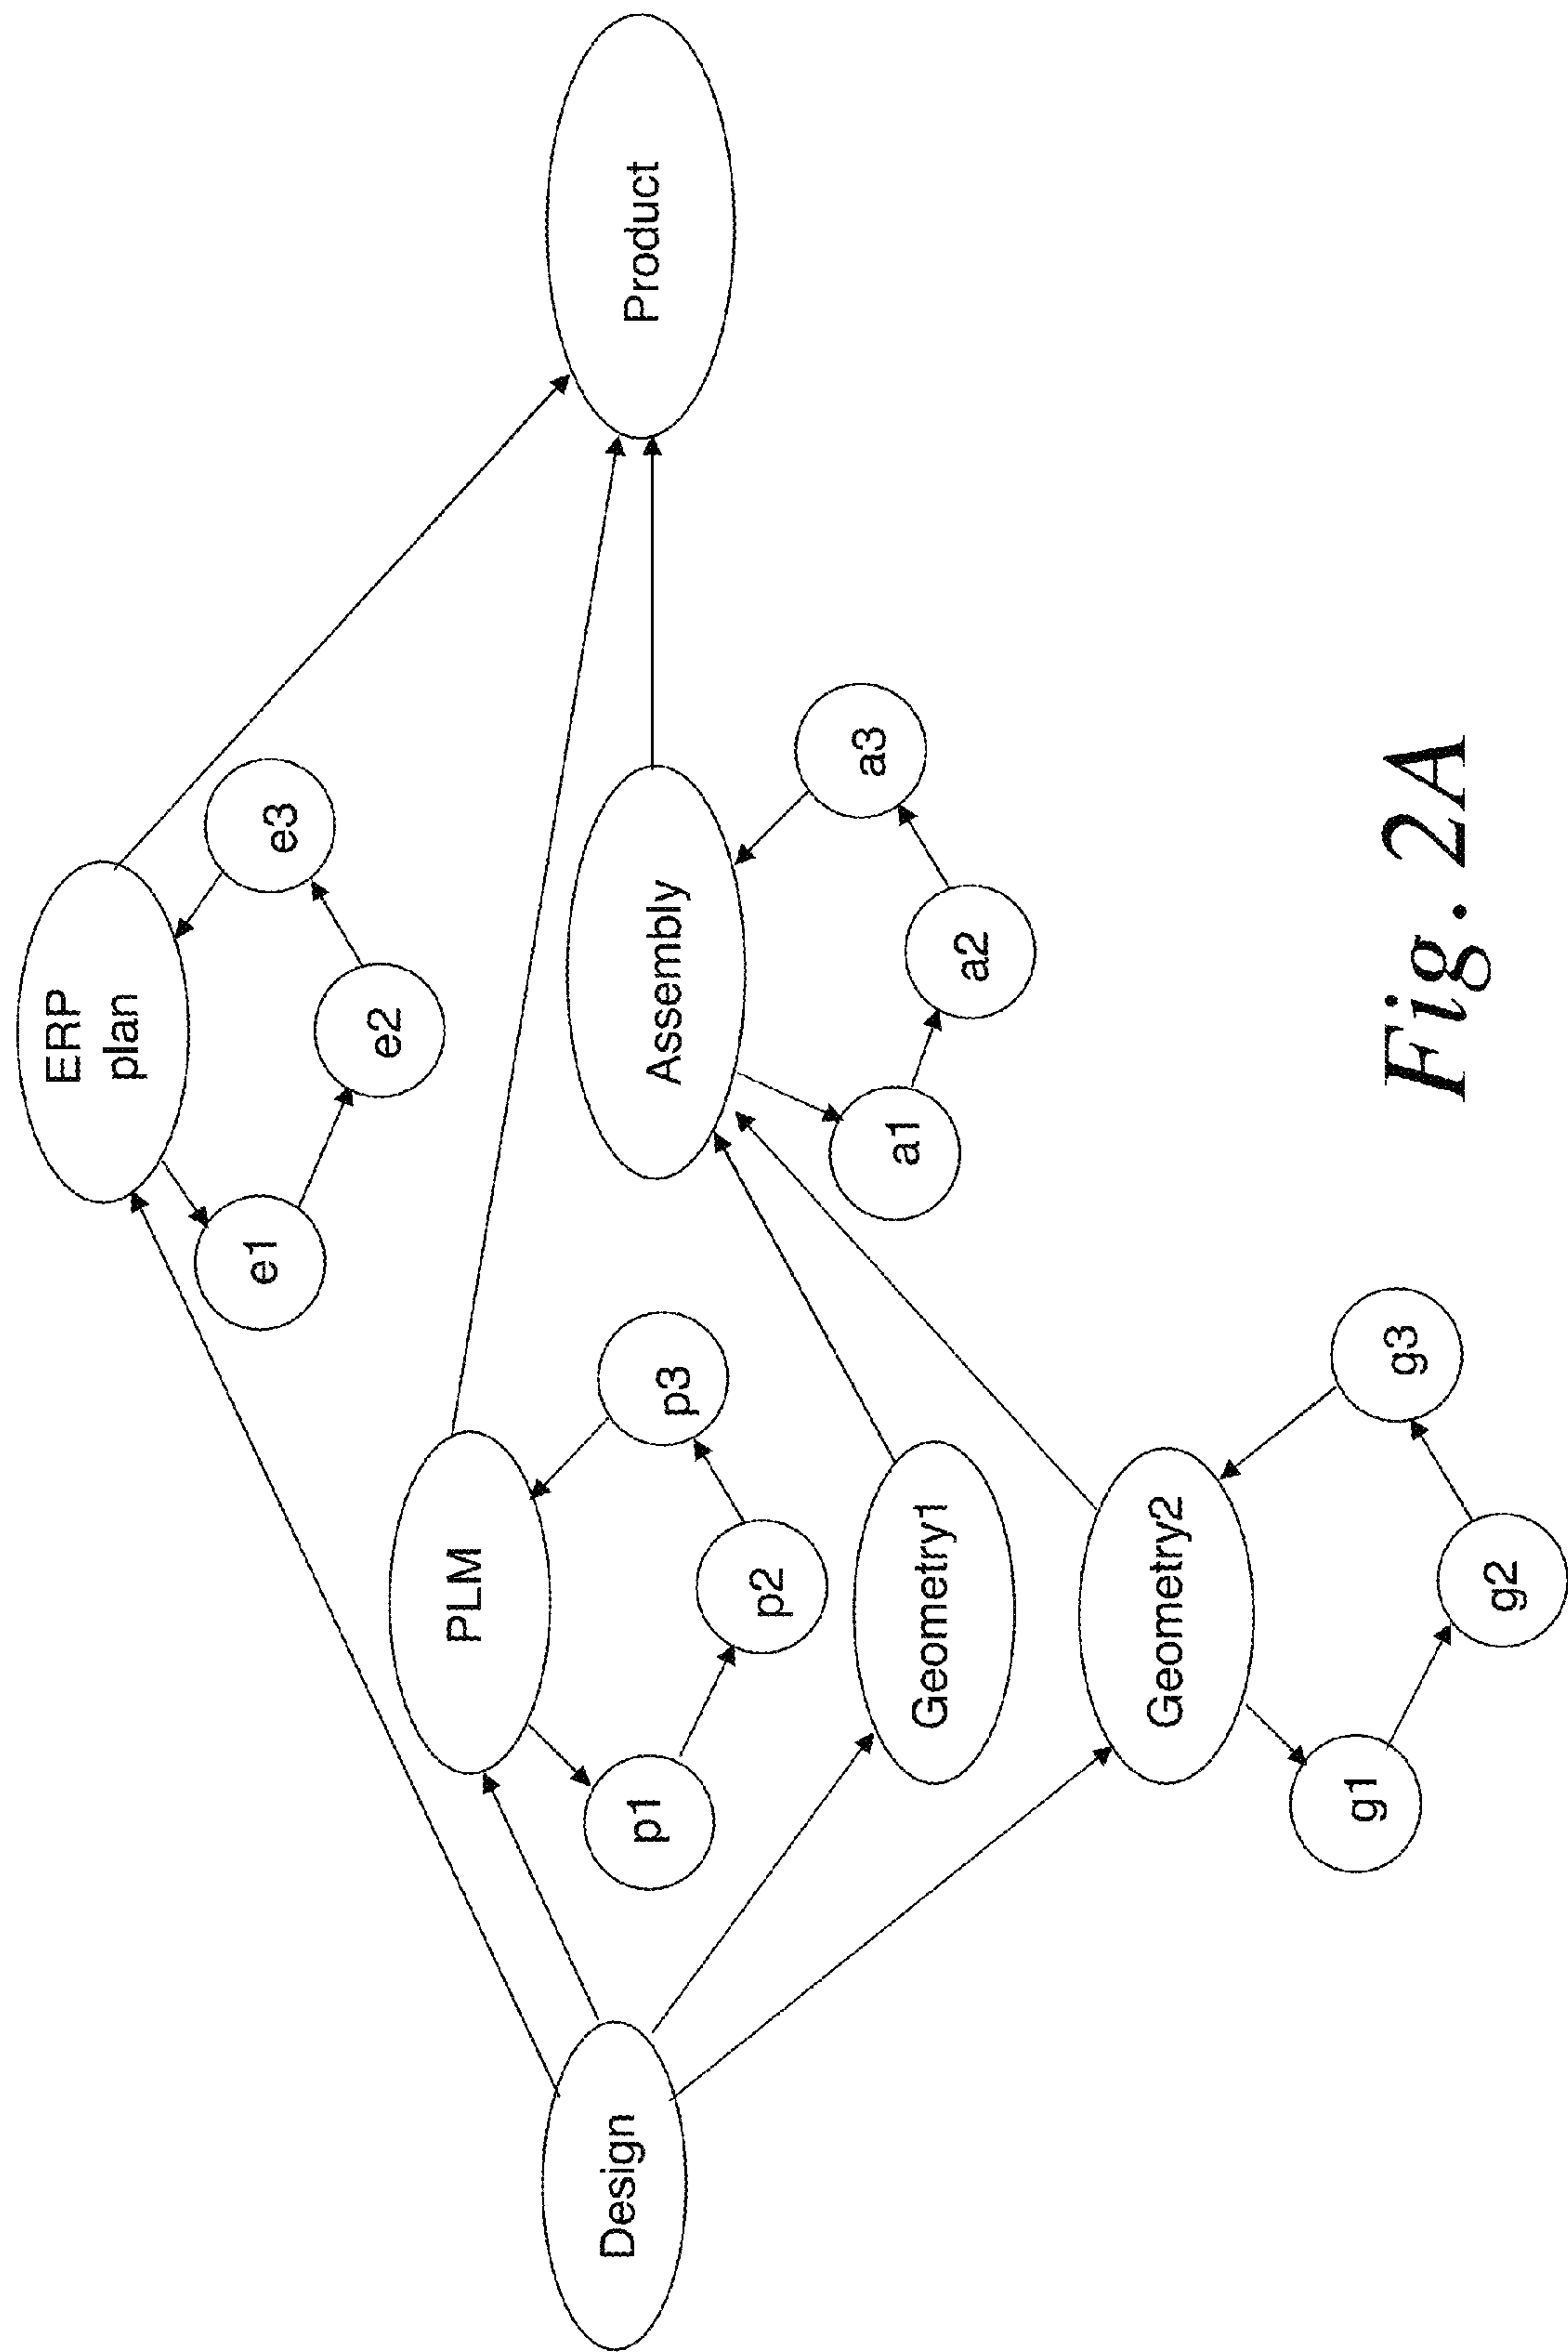 ERP
plan
e1
e2
e3
PLM
p1
p2
p3
Design
Product
Assembly
a1
a2
a3
Geometry1
Geometry2
g1
g2
g3
Fig. 2A